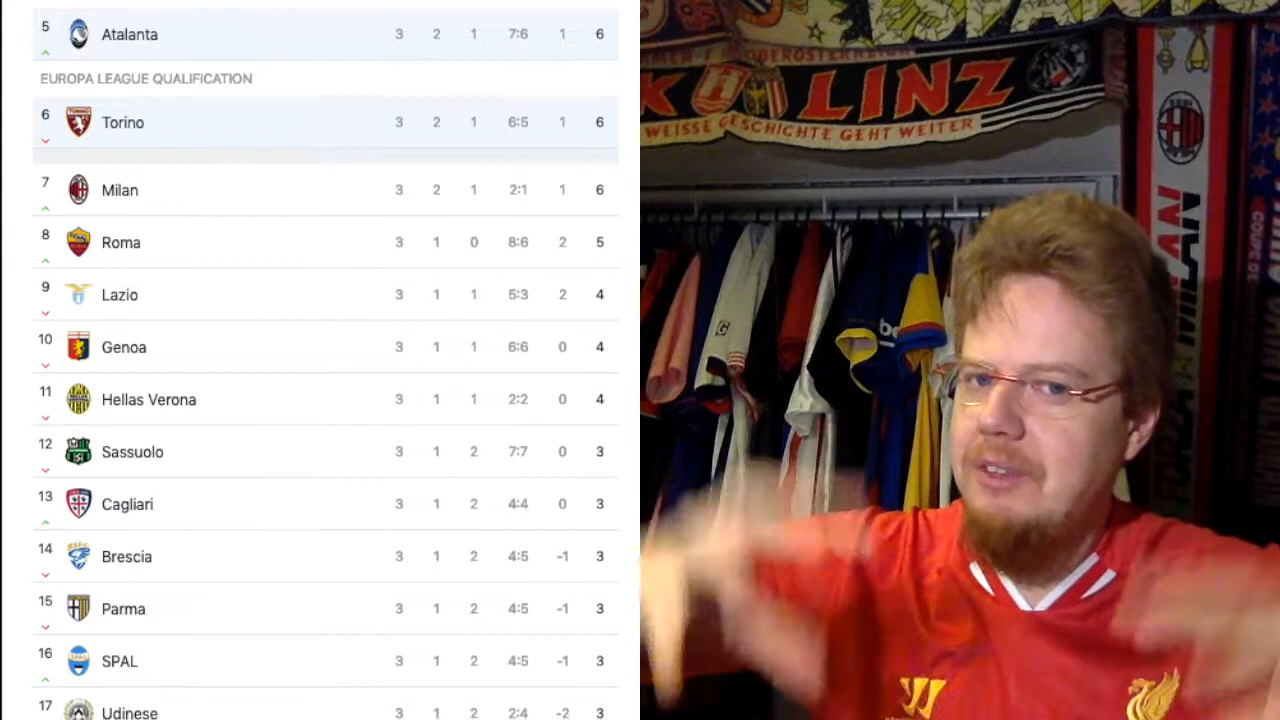 5 Atalanta 3 2 1 7:6 1 6
EUROPA LEAGUE QUALIFICATION
6 Torino 3 2 1 6:5 1 6
7 Milan 3 2 1 2:1 1 6
8 Roma 3 1 0 8:6 2 5
9 Lazio 3 1 1 5:3 2 4
10 Genoa 3 1 1 6:6 0 4
11 Hellas Verona 3 1 1 2:2 0 4
12 Sassuolo 3 1 2 7:7 0 3
13 Cagliari 3 1 2 4:4 0 3
14 Brescia 3 1 2 4:5 -1 3
15 Parma 3 1 2 4:5 -1 3
16 SPAL 3 1 2 4:5 -1 3
17 Udinese 3 1 2 2:4 -2 3
OBERÖSTERREICH
K LINZ
WEISSE GESCHICHTE GEHT WEITER
MILAN
FORZA
COUPE DE